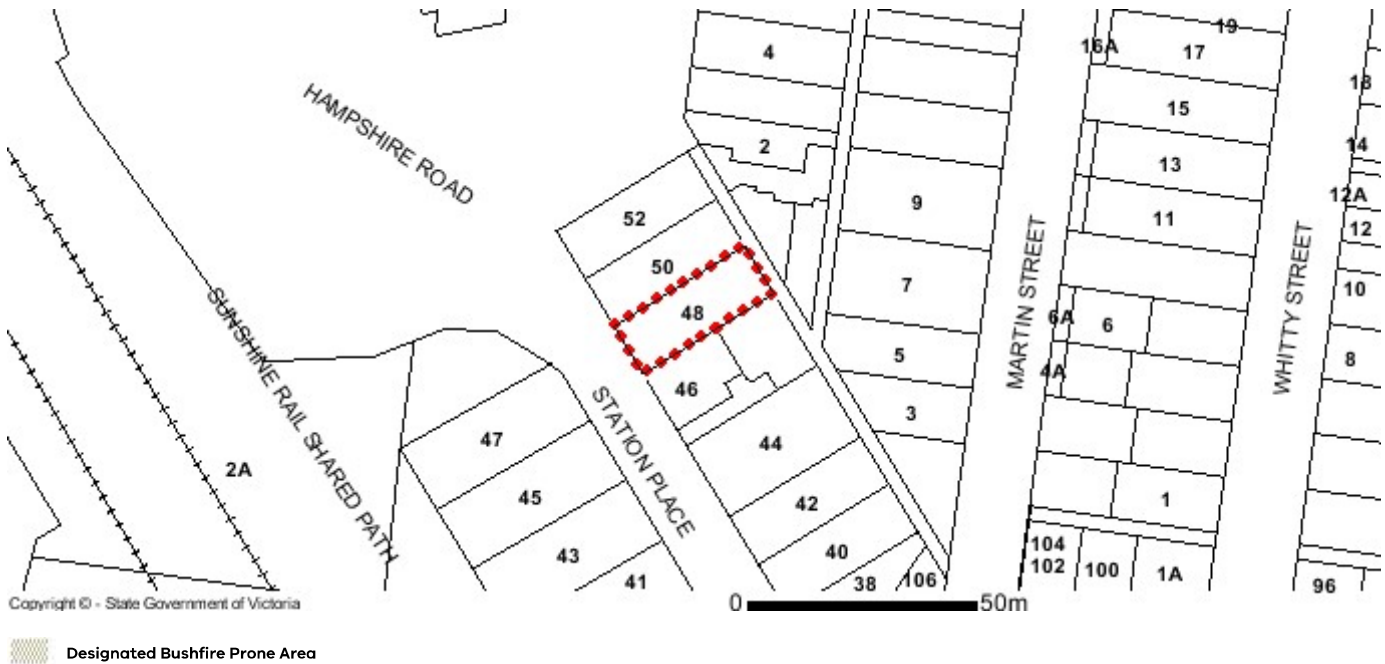 19
16A
17
4
HAMPSHIRE ROAD
18
15
2
14
13
12A
9
11
52
12
50
7
10
48
6A
6
MARTIN STREET
WHITTY STREET
5
8
4A
46
SUNSHINE RAIL SHARED PATH
3
47
44
STATION PLACE
2A
45
42
1
43
40
104
102
100
1A
41
38
106
96
Copyright © - State Government of Victoria
0 50m
Designated Bushfire Prone Area